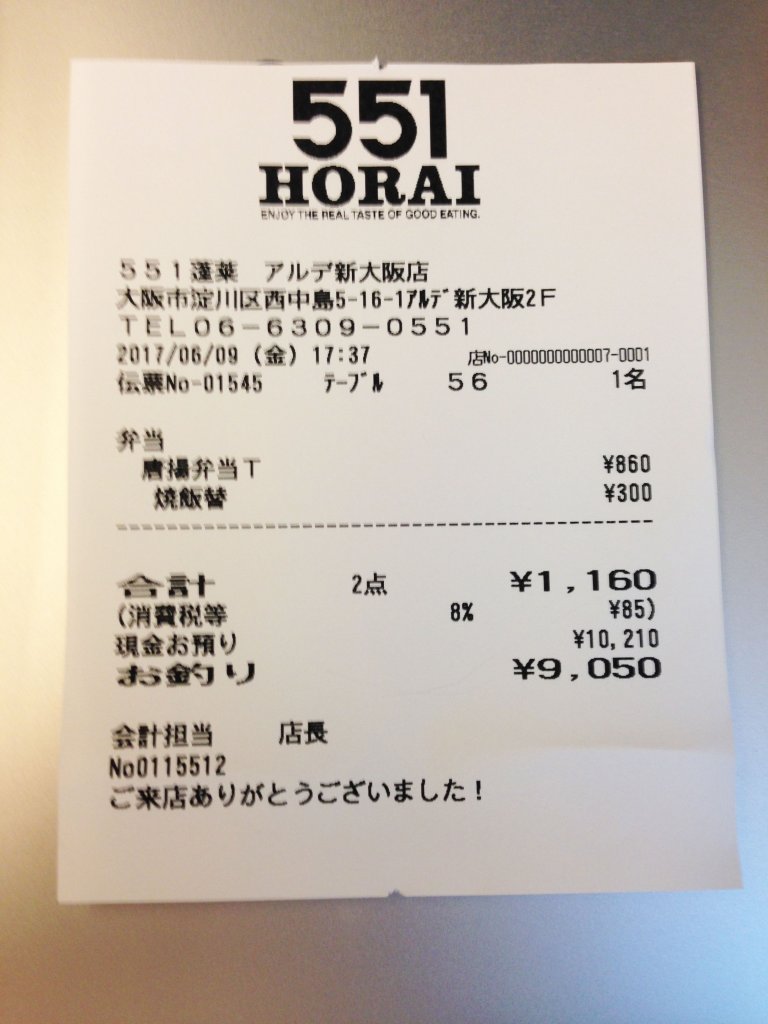 551
HORAI
ENJOY THE REAL TASTE OF GOOD EATING.
５５１蓬莱　アルデ新大阪店
大阪市淀川区西中島5-16-1ｱﾙﾃﾞ新大阪2Ｆ
ＴＥＬ０６－６３０９－０５５１
2017/06/09 (金) 17:37 店No-0000000000007-0001
伝票No-01545 ﾃｰﾌﾞﾙ ５６ 1名
弁当
唐揚弁当Ｔ ¥860
焼飯替 ¥300
合計 2点 ¥1,160
(消費税等 8% ¥85)
現金お預り ¥10,210
お釣り ¥9,050
会計担当 店長
No0115512
ご来店ありがとうございました！